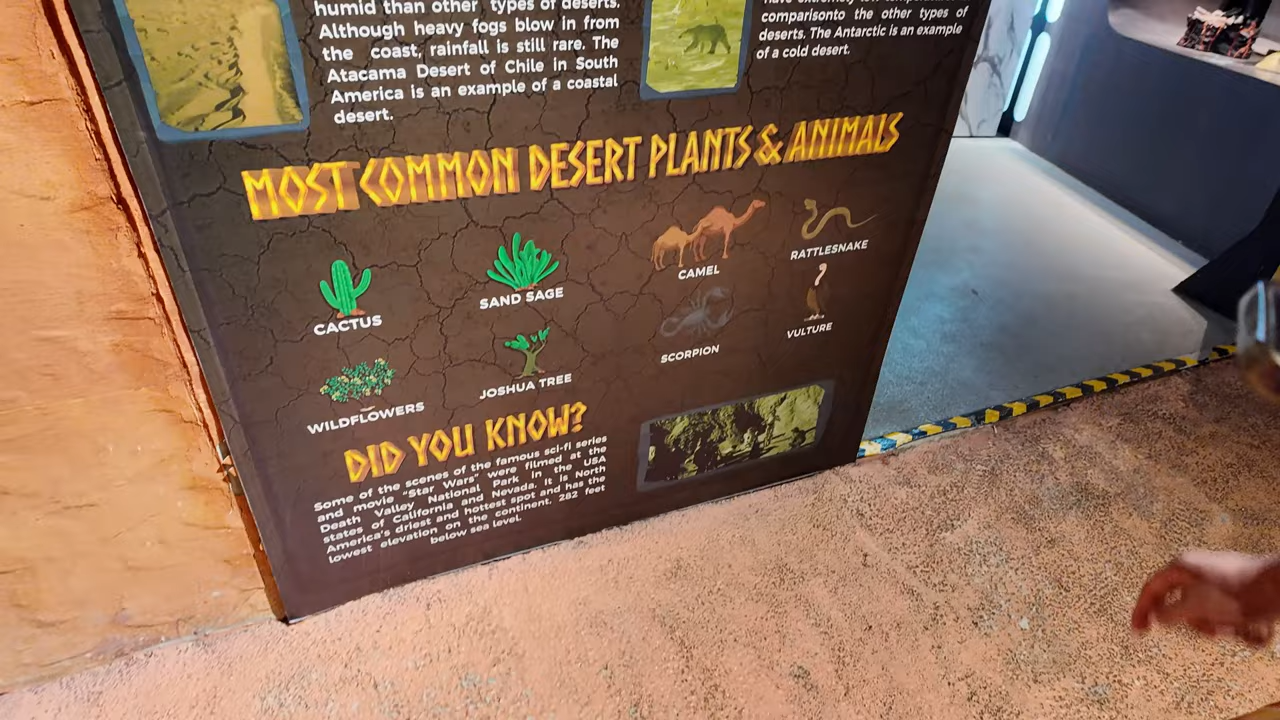 humid than other types of deserts.
Although heavy fogs blow in from
the coast, rainfall is still rare. The
Atacama Desert of Chile in South
America is an example of a coastal
desert.
comparisonto the other types of
deserts. The Antarctic is an example
of a cold desert.
MOST COMMON DESERT PLANTS & ANIMALS
CACTUS
SAND SAGE
CAMEL
RATTLESNAKE
WILDFLOWERS
JOSHUA TREE
SCORPION
VULTURE
DID YOU KNOW?
Some of the scenes of the famous sci-fi series
and movie "Star Wars" were filmed at the
Death Valley National Park in the USA
states of California and Nevada. It is North
America's driest and hottest spot and has the
lowest elevation on the continent. 282 feet
below sea level.